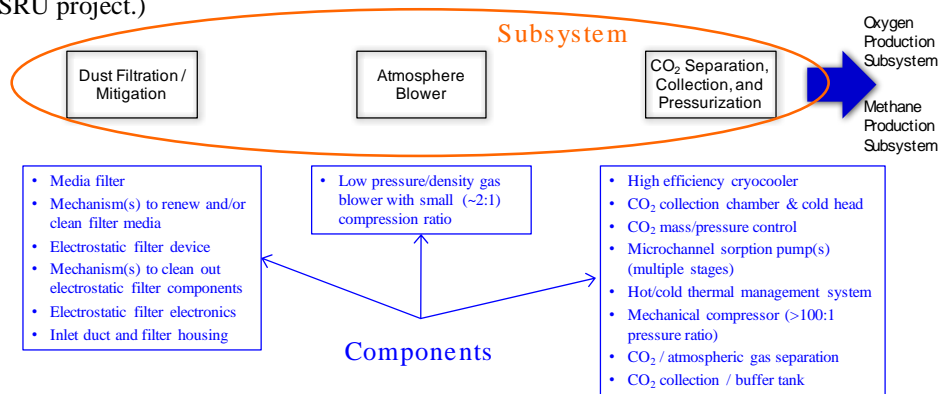 SRU project.)
Subsystem
Oxygen
Production
Subsystem
Methane
Production
Subsystem
Dust Filtration /
Mitigation
Atmosphere
Blower
CO₂ Separation,
Collection, and
Pressurization
• Media filter
• Mechanism(s) to renew and/or
clean filter media
• Electrostatic filter device
• Mechanism(s) to clean out
electrostatic filter components
• Electrostatic filter electronics
• Inlet duct and filter housing
• Low pressure/density gas
blower with small (~2:1)
compression ratio
• High efficiency cryocooler
• CO₂ collection chamber & cold head
• CO₂ mass/pressure control
• Microchannel sorption pump(s)
(multiple stages)
• Hot/cold thermal management system
• Mechanical compressor (>100:1
pressure ratio)
• CO₂ / atmospheric gas separation
• CO₂ collection / buffer tank
Components